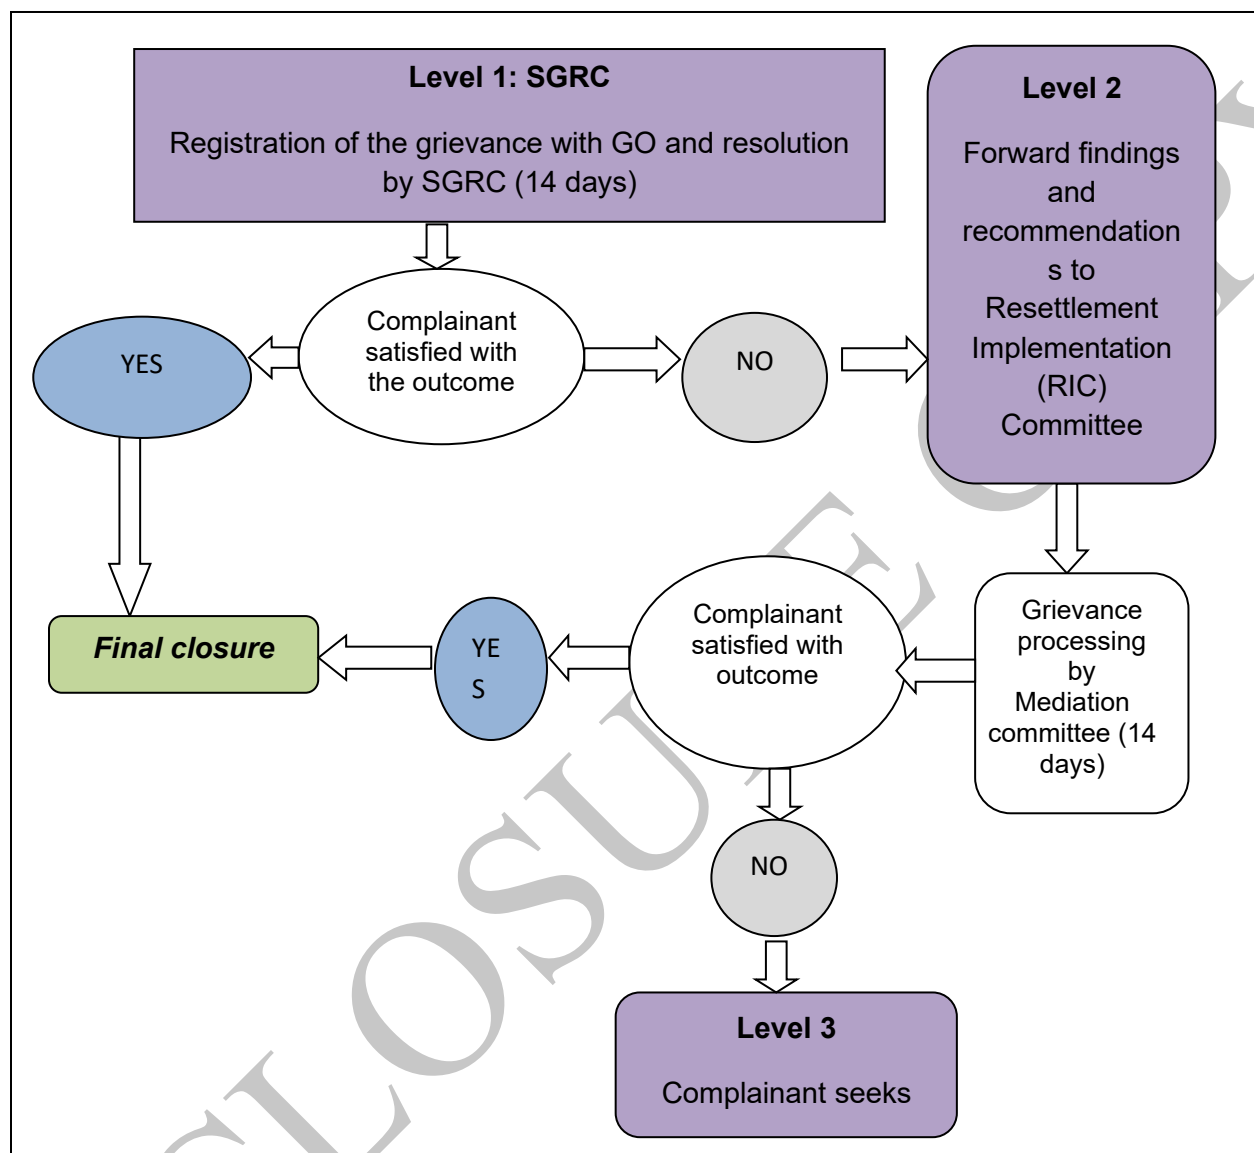 Level 1: SGRC
Registration of the grievance with GO and resolution
by SGRC (14 days)
Level 2
Forward findings
and
recommendation
s to
Resettlement
Implementation
(RIC)
Committee
Complainant
satisfied with
the outcome
YES
NO
Grievance
processing
by
Mediation
committee (14
days)
Complainant
satisfied with
outcome
YE
S
Final closure
NO
Level 3
Complainant seeks
CLOSURE